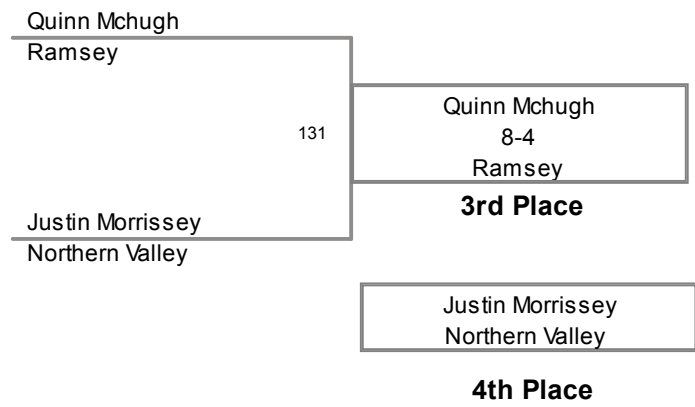 Quinn Mchugh
Ramsey
131
Quinn Mchugh
8-4
Ramsey
3rd Place
Justin Morrissey
Northern Valley
Justin Morrissey
Northern Valley
4th Place